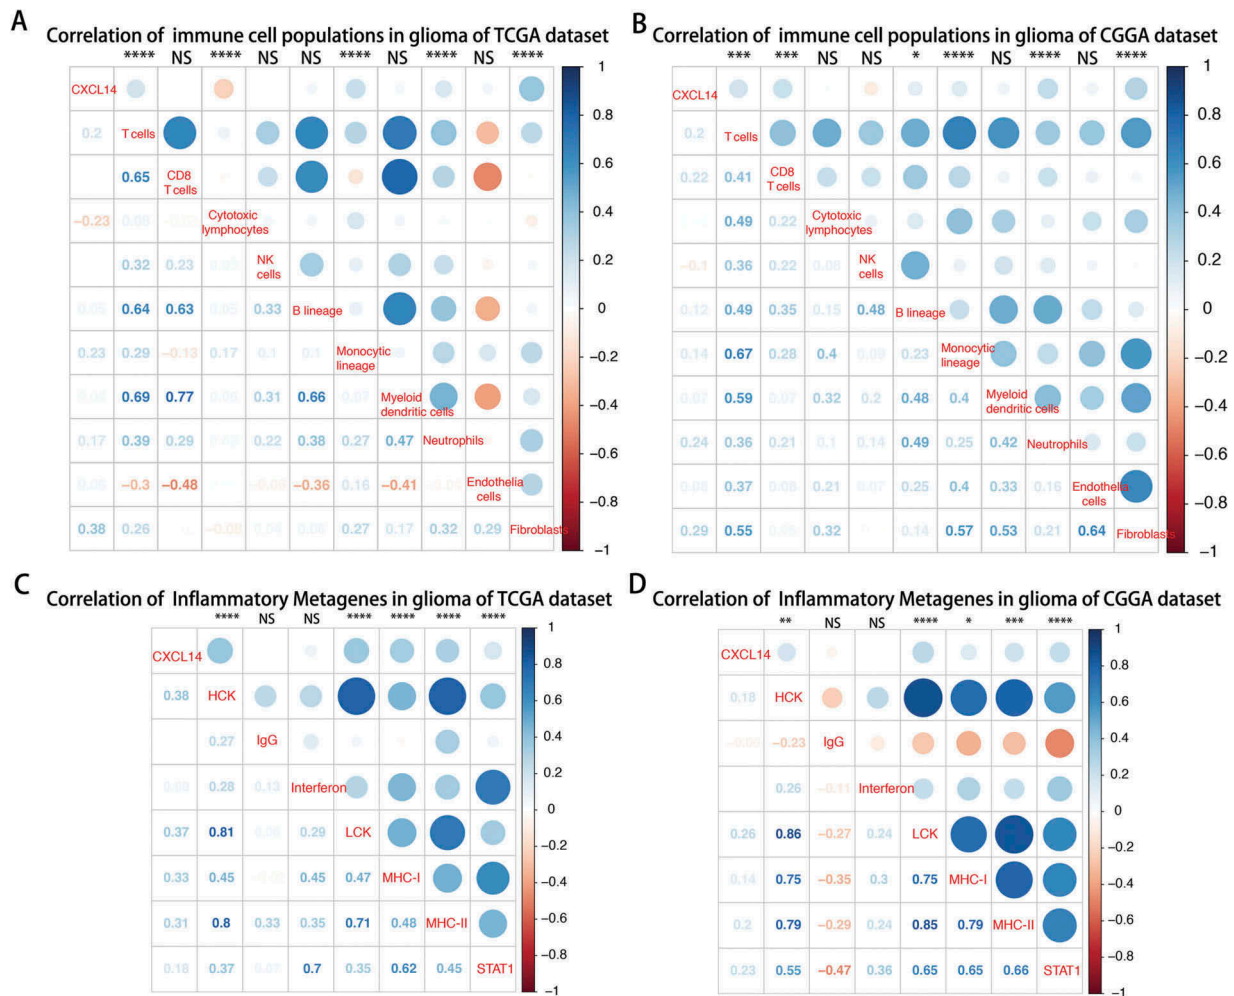 A
Correlation of immune cell populations in glioma of TCGA dataset
**** NS **** NS NS **** NS **** NS ****
CXCL14
0.2 T cells
0.65 CD8
T cells
−0.23 Cytotoxic
lymphocytes
0.32 0.23 NK
cells
0.05 0.64 0.63 0.05 0.33 B lineage
0.23 0.29 −0.13 0.17 0.1 0.1 Monocytic
lineage
0.69 0.77 0.31 0.66 0.07 Myeloid
dendritic cells
0.17 0.39 0.29 0.22 0.38 0.27 0.47 Neutrophils
−0.3 −0.48 −0.36 0.16 −0.41 Endothelia
cells
0.38 0.26 −0.08 0.27 0.17 0.32 0.29 Fibroblasts
1
0.8
0.6
0.4
0.2
0
−0.2
−0.4
−0.6
−0.8
−1
B
Correlation of immune cell populations in glioma of CGGA dataset
*** *** NS NS * **** NS **** NS ****
CXCL14
0.2 T cells
0.22 0.41 CD8
T cells
0.49 0.22 Cytotoxic
lymphocytes
−0.1 0.36 0.22 0.08 NK
cells
0.12 0.49 0.35 0.15 0.48 B lineage
0.14 0.67 0.28 0.4 0.09 0.23 Monocytic
lineage
0.07 0.59 0.32 0.2 0.48 0.4 Myeloid
dendritic cells
0.24 0.36 0.21 0.1 0.14 0.49 0.25 0.42 Neutrophils
0.08 0.37 0.08 0.21 0.07 0.25 0.4 0.33 0.16 Endothelia
cells
0.29 0.55 0.32 0.14 0.57 0.53 0.21 0.64 Fibroblasts
1
0.8
0.6
0.4
0.2
0
−0.2
−0.4
−0.6
−0.8
−1
C
Correlation of Inflammatory Metagenes in glioma of TCGA dataset
**** NS NS **** **** **** ****
CXCL14
0.38 HCK
0.27 IgG
0.28 0.13 Interferon
0.37 0.81 0.29 LCK
0.33 0.45 0.45 0.47 MHC-I
0.31 0.8 0.33 0.35 0.71 0.48 MHC-II
0.18 0.37 0.7 0.35 0.62 0.45 STAT1
1
0.8
0.6
0.4
0.2
0
−0.2
−0.4
−0.6
−0.8
−1
D
Correlation of Inflammatory Metagenes in glioma of CGGA dataset
** NS NS **** * *** ****
CXCL14
0.18 HCK
−0.23 IgG
0.26 −0.11 Interferon
0.26 0.86 −0.27 0.24 LCK
0.14 0.75 −0.35 0.3 0.75 MHC-I
0.2 0.79 −0.29 0.24 0.85 0.79 MHC-II
0.23 0.55 −0.47 0.36 0.65 0.65 0.66 STAT1
1
0.8
0.6
0.4
0.2
0
−0.2
−0.4
−0.6
−0.8
−1